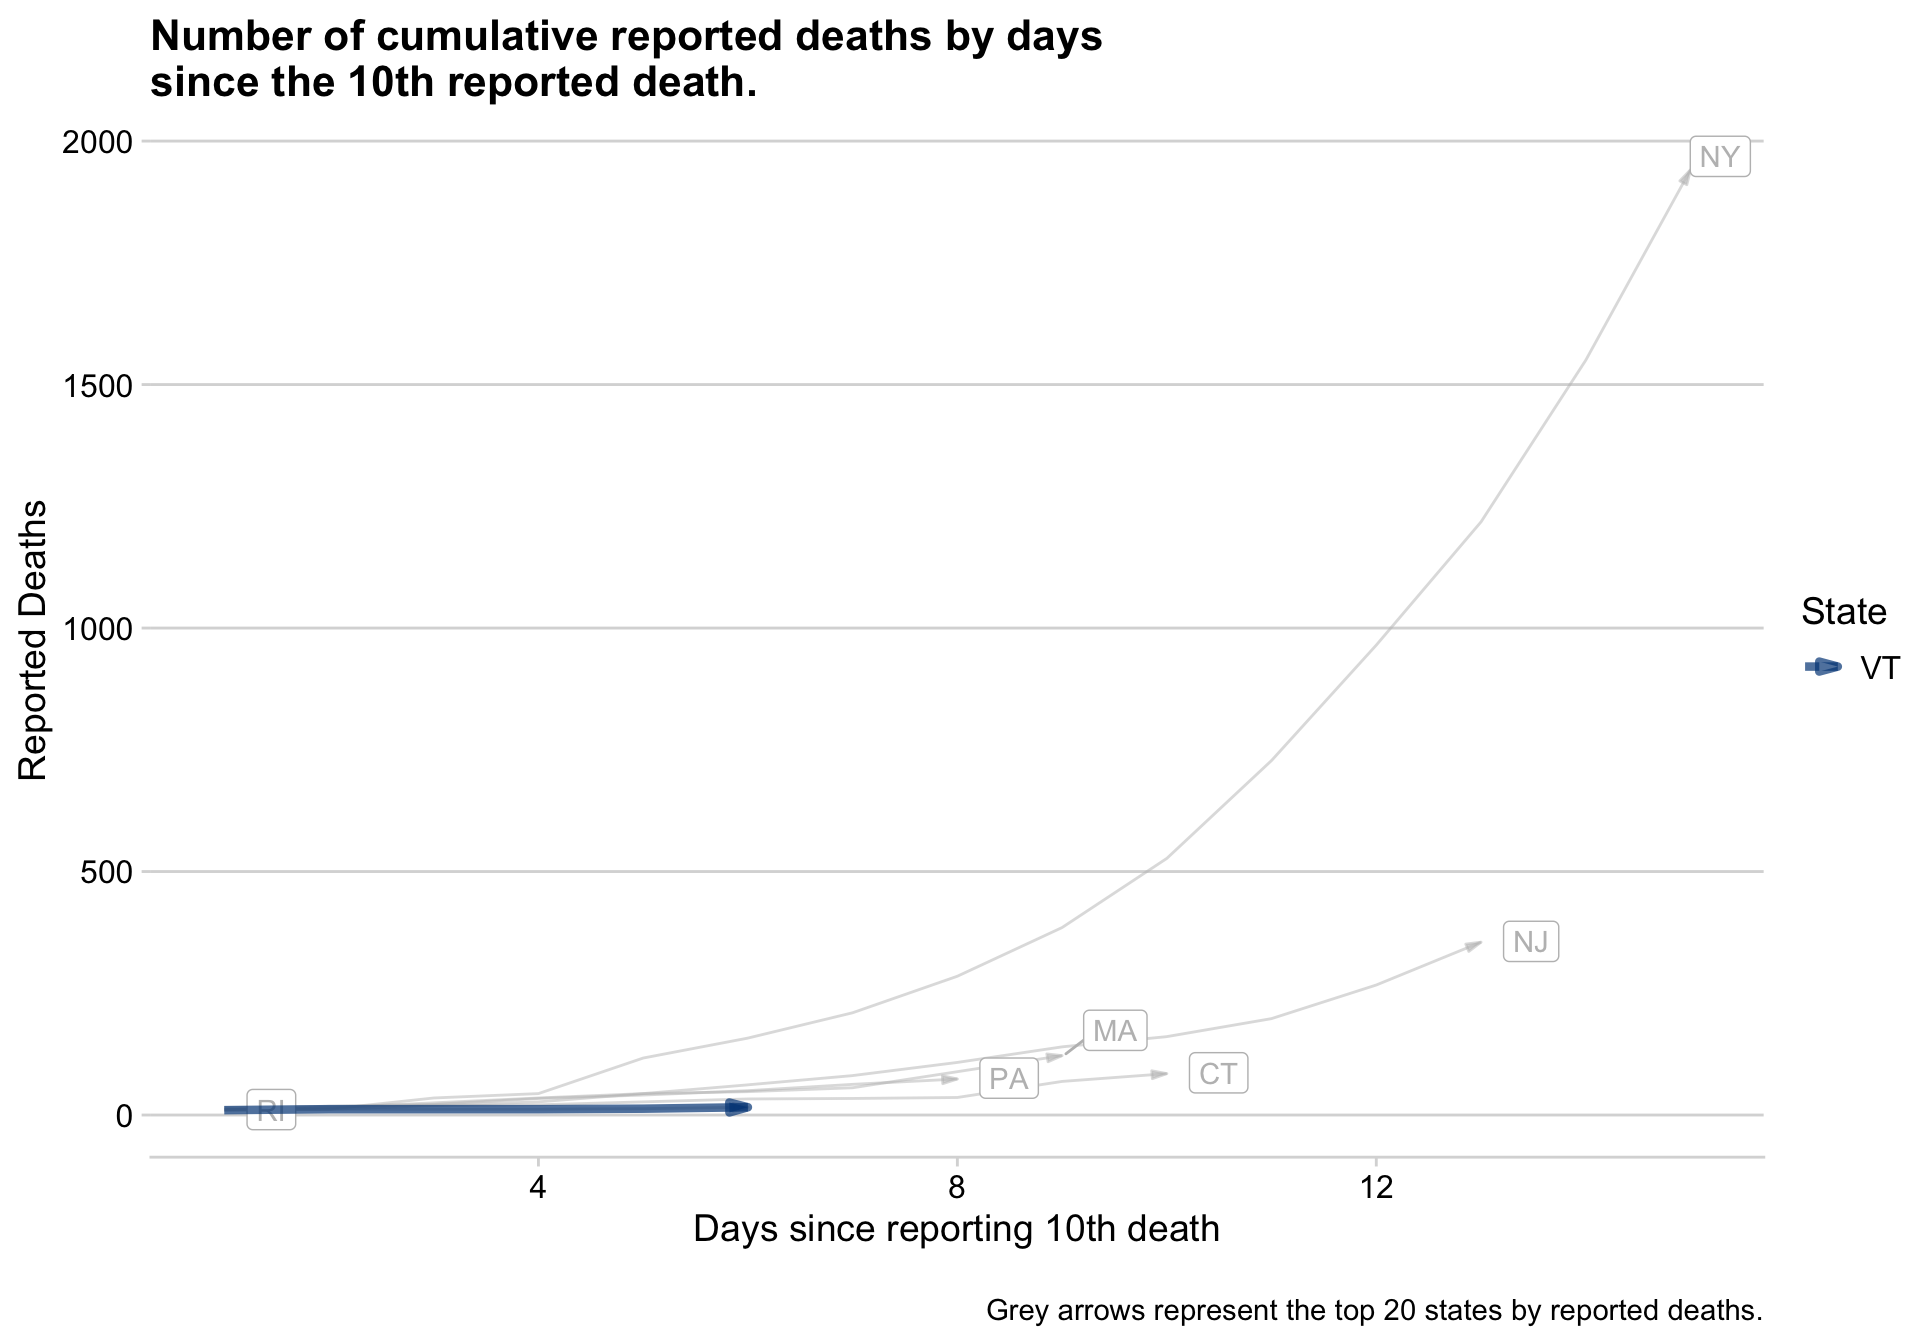 Number of cumulative reported deaths by days
since the 10th reported death.
2000
1500
1000
500
0
Reported Deaths
NY
NJ
MA
CT
PA
RI
State
VT
4 8 12
Days since reporting 10th death
Grey arrows represent the top 20 states by reported deaths.